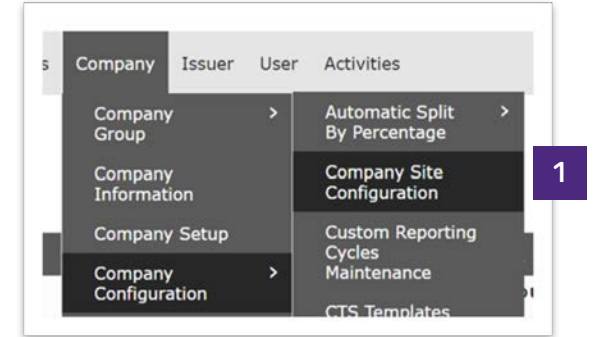 s Company Issuer User Activities
Company >
Group
Company
Information
Company Setup
Company >
Configuration
Automatic Split >
By Percentage
Company Site
Configuration
Custom Reporting
Cycles
Maintenance
CTS Templates
1